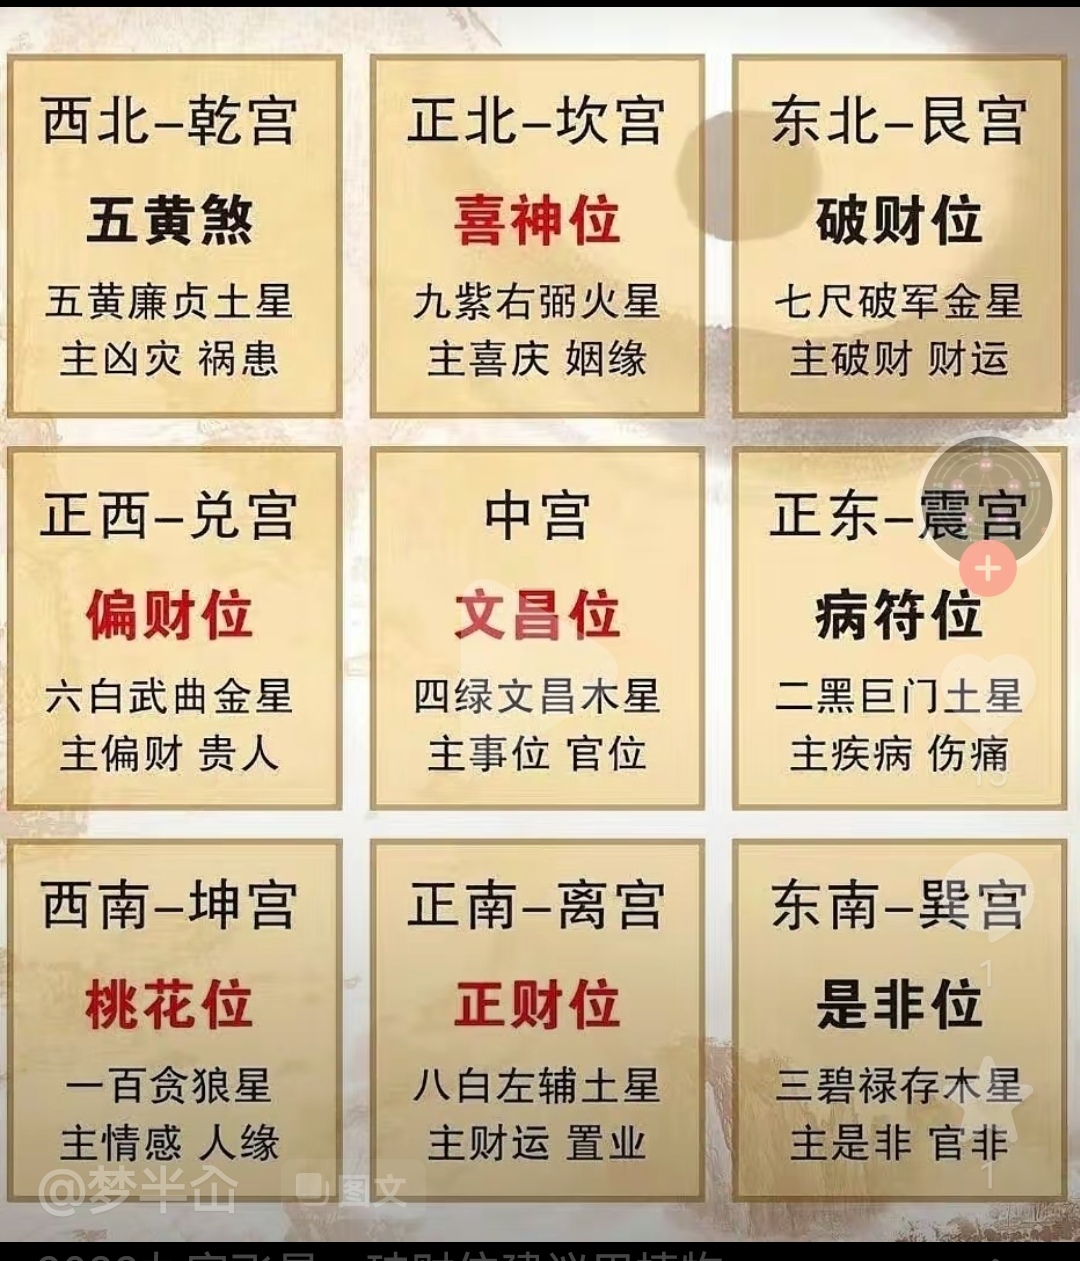 西北-乾宫
五黄煞
五黄廉贞土星
主凶灾 祸患
正北-坎宫
喜神位
九紫右弼火星
主喜庆 姻缘
东北-艮宫
破财位
七尺破军金星
主破财 财运
正西-兑宫
偏财位
六白武曲金星
主偏财 贵人
中宫
文昌位
四绿文昌木星
主事位 官位
正东-震宫
病符位
二黑巨门土星
主疾病 伤痛
西南-坤宫
桃花位
一百贪狼星
主情感 人缘
正南-离宫
正财位
八白左辅土星
主财运 置业
东南-巽宫
是非位
三碧禄存木星
主是非 官非
13
1
1
@梦半仚
图文